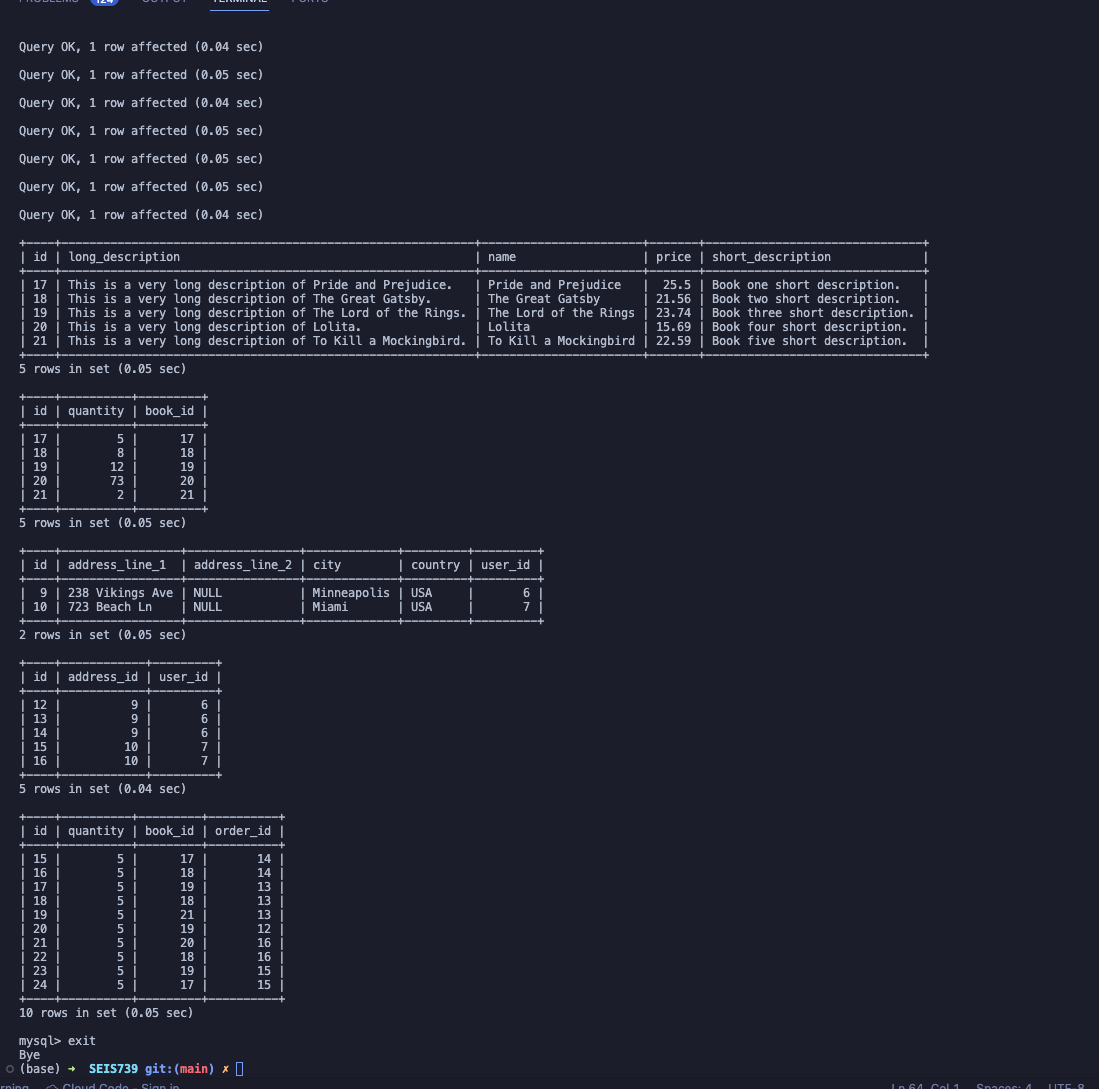 PROBLEMS 124 OUTPUT TERMINAL PORTS
Query OK, 1 row affected (0.04 sec)
Query OK, 1 row affected (0.05 sec)
Query OK, 1 row affected (0.04 sec)
Query OK, 1 row affected (0.05 sec)
Query OK, 1 row affected (0.05 sec)
Query OK, 1 row affected (0.05 sec)
Query OK, 1 row affected (0.04 sec)
| id | long_description | name | price | short_description |
| 17 | This is a very long description of Pride and Prejudice. | Pride and Prejudice | 25.5 | Book one short description. |
| 18 | This is a very long description of The Great Gatsby. | The Great Gatsby | 21.56 | Book two short description. |
| 19 | This is a very long description of The Lord of the Rings. | The Lord of the Rings | 23.74 | Book three short description. |
| 20 | This is a very long description of Lolita. | Lolita | 15.69 | Book four short description. |
| 21 | This is a very long description of To Kill a Mockingbird. | To Kill a Mockingbird | 22.59 | Book five short description. |
5 rows in set (0.05 sec)
| id | quantity | book_id |
| 17 | 5 | 17 |
| 18 | 8 | 18 |
| 19 | 12 | 19 |
| 20 | 73 | 20 |
| 21 | 2 | 21 |
5 rows in set (0.05 sec)
| id | address_line_1 | address_line_2 | city | country | user_id |
| 9 | 238 Vikings Ave | NULL | Minneapolis | USA | 6 |
| 10 | 723 Beach Ln | NULL | Miami | USA | 7 |
2 rows in set (0.05 sec)
| id | address_id | user_id |
| 12 | 9 | 6 |
| 13 | 9 | 6 |
| 14 | 9 | 6 |
| 15 | 10 | 7 |
| 16 | 10 | 7 |
5 rows in set (0.04 sec)
| id | quantity | book_id | order_id |
| 15 | 5 | 17 | 14 |
| 16 | 5 | 18 | 14 |
| 17 | 5 | 19 | 13 |
| 18 | 5 | 18 | 13 |
| 19 | 5 | 21 | 13 |
| 20 | 5 | 19 | 12 |
| 21 | 5 | 20 | 16 |
| 22 | 5 | 18 | 16 |
| 23 | 5 | 19 | 15 |
| 24 | 5 | 17 | 15 |
10 rows in set (0.05 sec)
mysql> exit
Bye
(base) ➜ SEIS739 git:(main) ✗
Cloud Code - Sign in Ln 64, Col 1 Spaces: 4 UTF-8